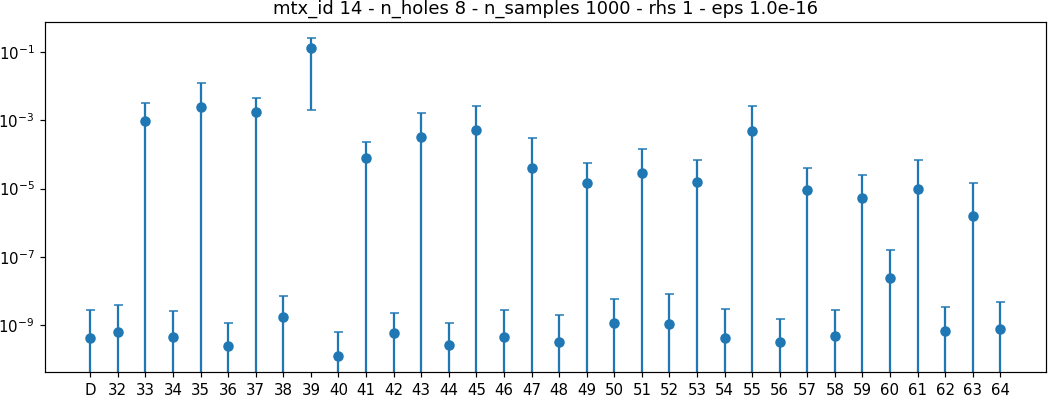 mtx_id 14 - n_holes 8 - n_samples 1000 - rhs 1 - eps 1.0e-16
10⁻¹
10⁻³
10⁻⁵
10⁻⁷
10⁻⁹
D 32 33 34 35 36 37 38 39 40 41 42 43 44 45 46 47 48 49 50 51 52 53 54 55 56 57 58 59 60 61 62 63 64